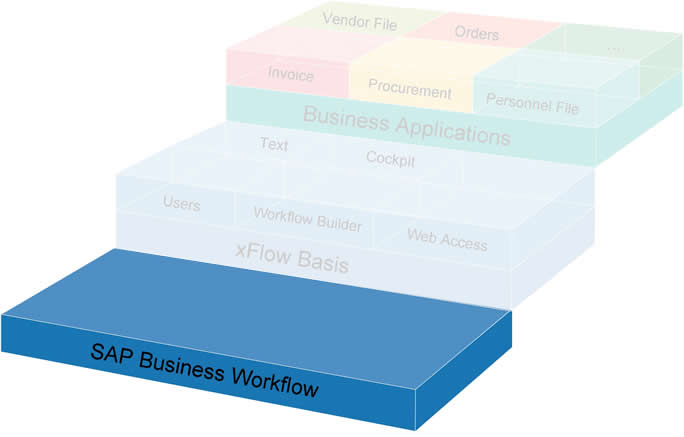 Vendor File
Orders
...
Invoice
Procurement
Personnel File
Business Applications
Text
Cockpit
Users
Workflow Builder
Web Access
xFlow Basis
SAP Business Workflow